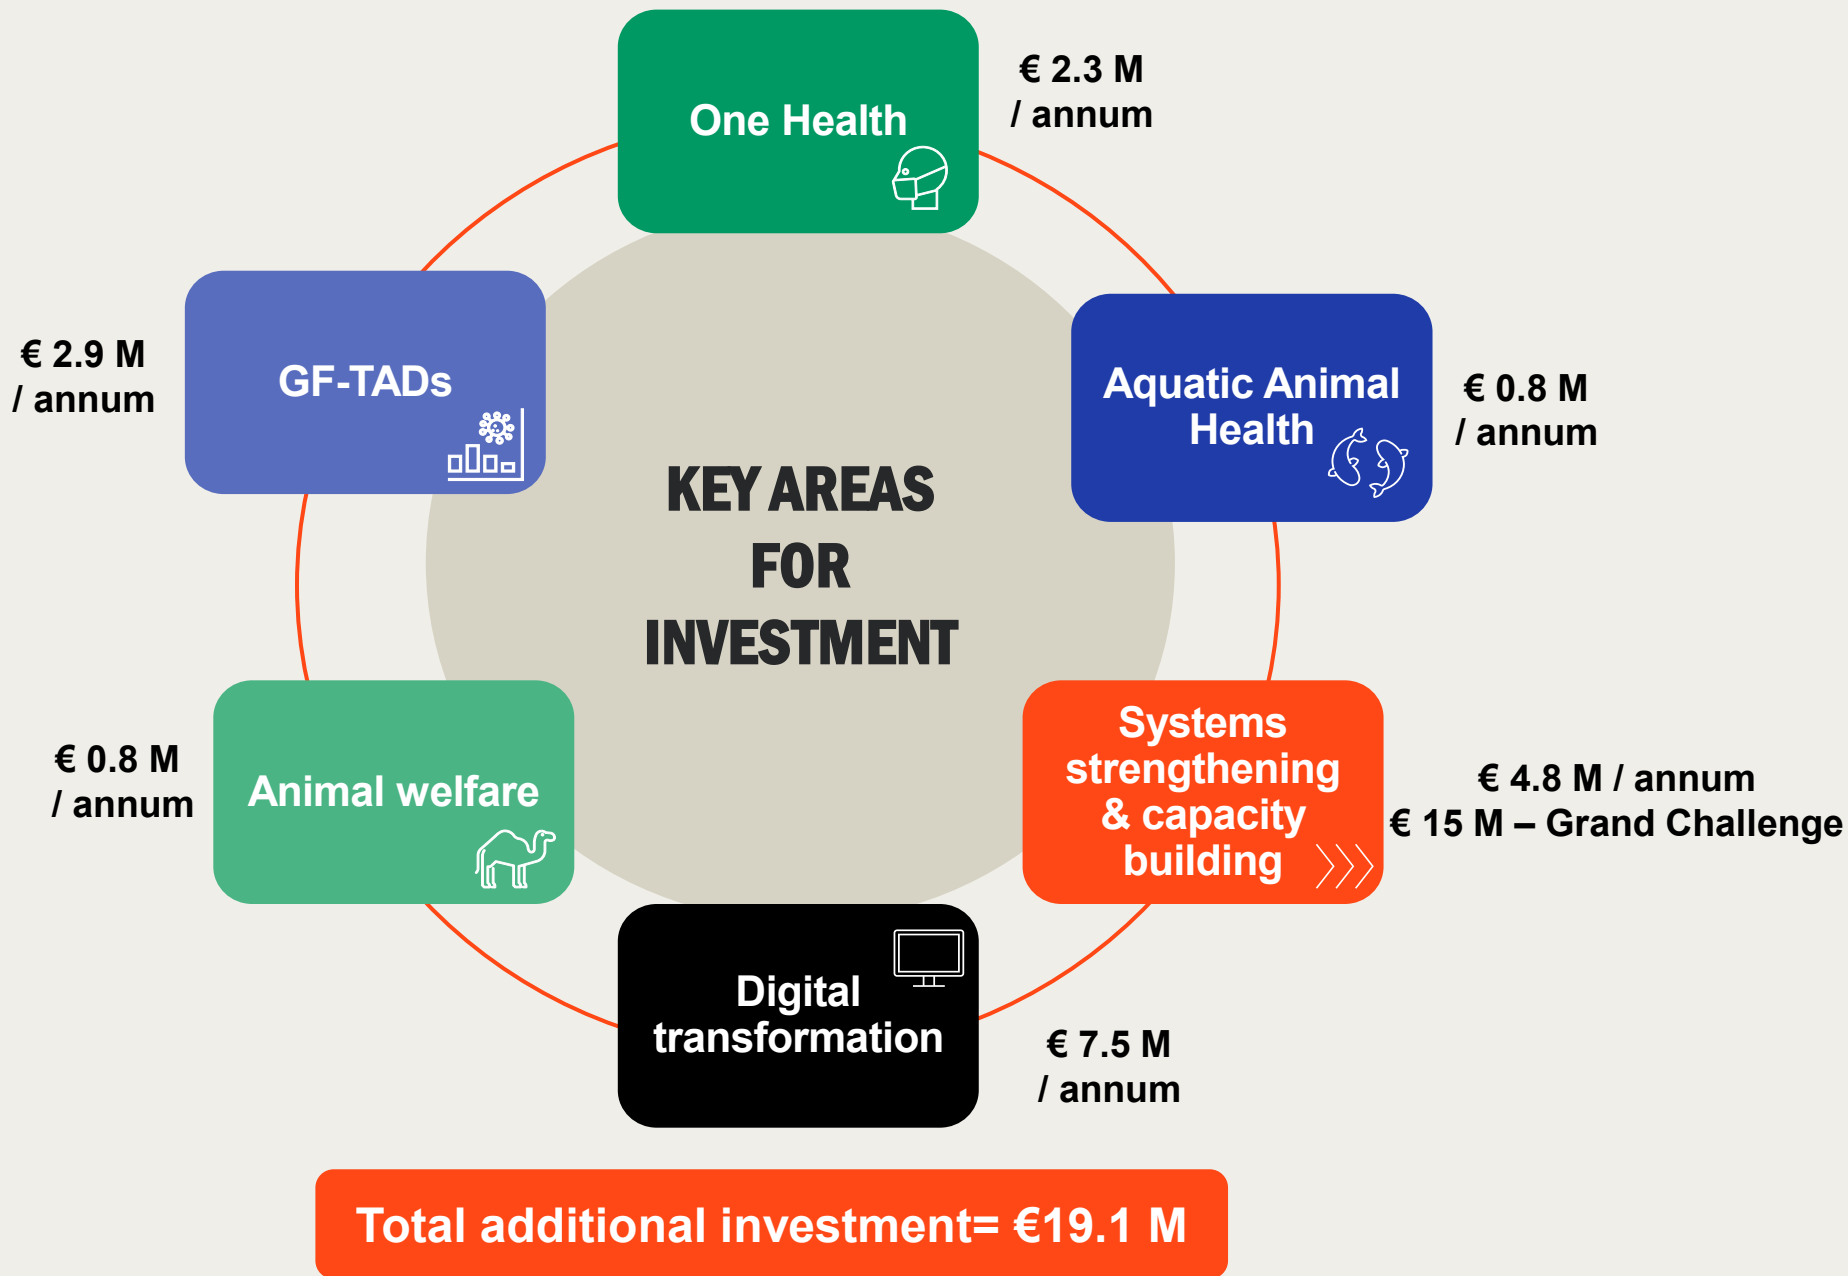 One Health
€ 2.3 M
/ annum
GF-TADs
€ 2.9 M
/ annum
Aquatic Animal
Health
€ 0.8 M
/ annum
KEY AREAS
FOR
INVESTMENT
Animal welfare
€ 0.8 M
/ annum
Systems
strengthening
& capacity
building
€ 4.8 M / annum
€ 15 M – Grand Challenge
Digital
transformation
€ 7.5 M
/ annum
Total additional investment= €19.1 M